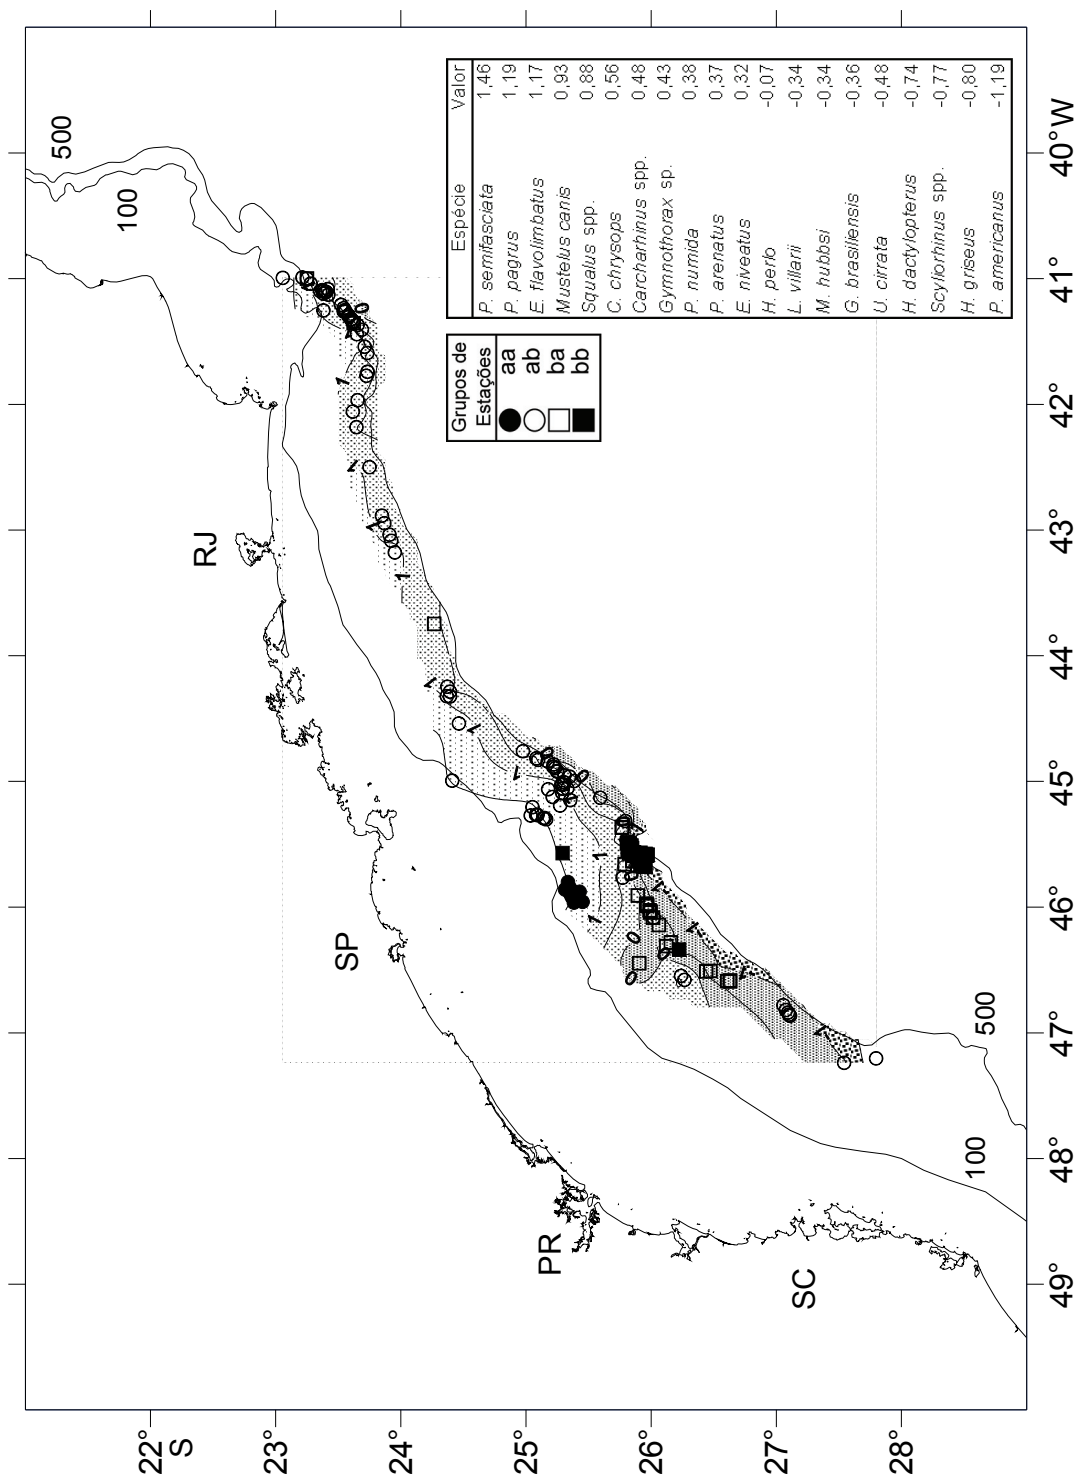 500
100
RJ
SP
PR
SC
100
500
Espécie Valor
P. semifasciata 1,46
P. pagrus 1,19
E. flavolimbatus 1,17
Mustelus canis 0,93
Squalus spp. 0,88
C. chrysops 0,56
Carcharhinus spp. 0,48
Gymnothorax sp. 0,43
P. numida 0,38
P. arenatus 0,37
E. niveatus 0,32
H. perlo -0,07
L. villarii -0,34
M. hubbsi -0,34
G. brasiliensis -0,36
U. cirrata -0,48
H. dactylopterus -0,74
Scyliorhinus spp. -0,77
H. griseus -0,80
P. americanus -1,19
Grupos de
Estações
aa
ab
ba
bb
22°
S
23°
24°
25°
26°
27°
28°
49°
48°
47°
46°
45°
44°
43°
42°
41°
40°W